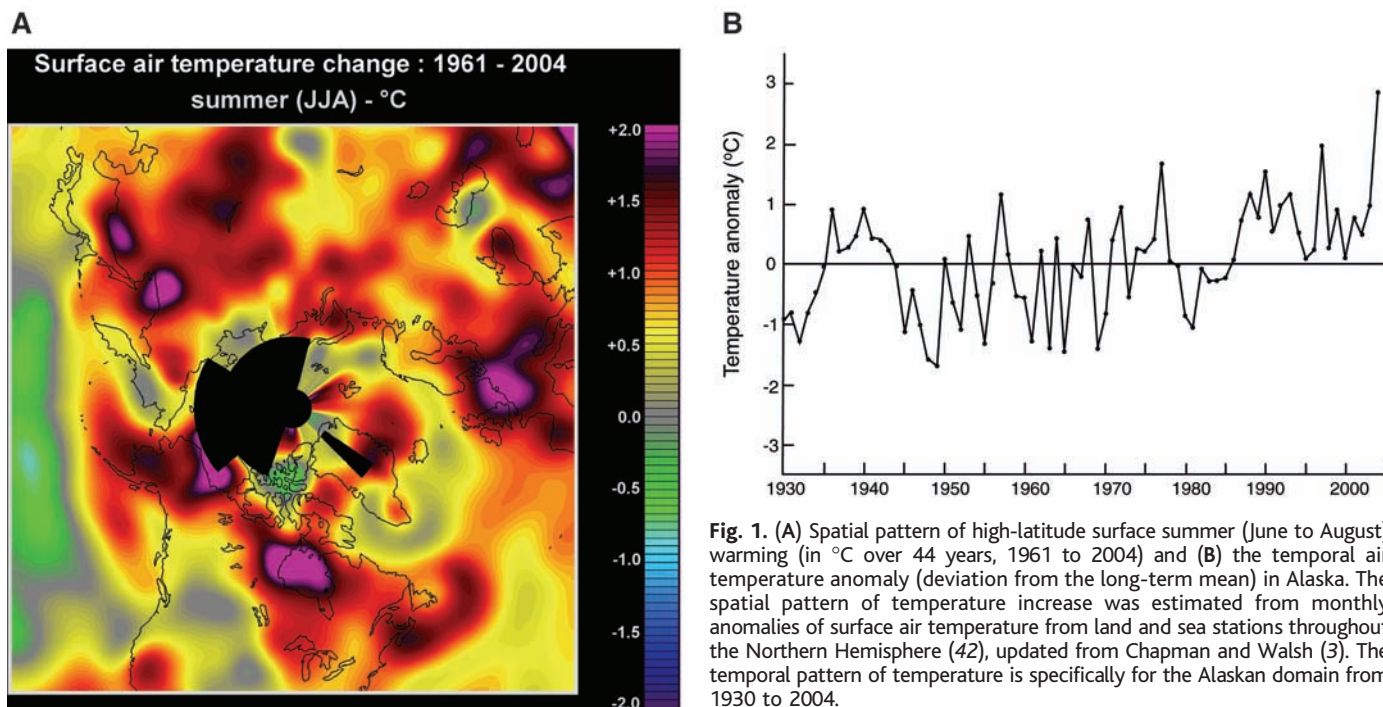 A
Surface air temperature change : 1961 - 2004
summer (JJA) - °C
+2.0
+1.5
+1.0
+0.5
0.0
-0.5
-1.0
-1.5
-2.0
B
Temperature anomaly (ºC)
3
2
1
0
-1
-2
-3
1930 1940 1950 1960 1970 1980 1990 2000
Fig. 1. (A) Spatial pattern of high-latitude surface summer (June to August)
warming (in °C over 44 years, 1961 to 2004) and (B) the temporal air
temperature anomaly (deviation from the long-term mean) in Alaska. The
spatial pattern of temperature increase was estimated from monthly
anomalies of surface air temperature from land and sea stations throughout
the Northern Hemisphere (42), updated from Chapman and Walsh (3). The
temporal pattern of temperature is specifically for the Alaskan domain from
1930 to 2004.